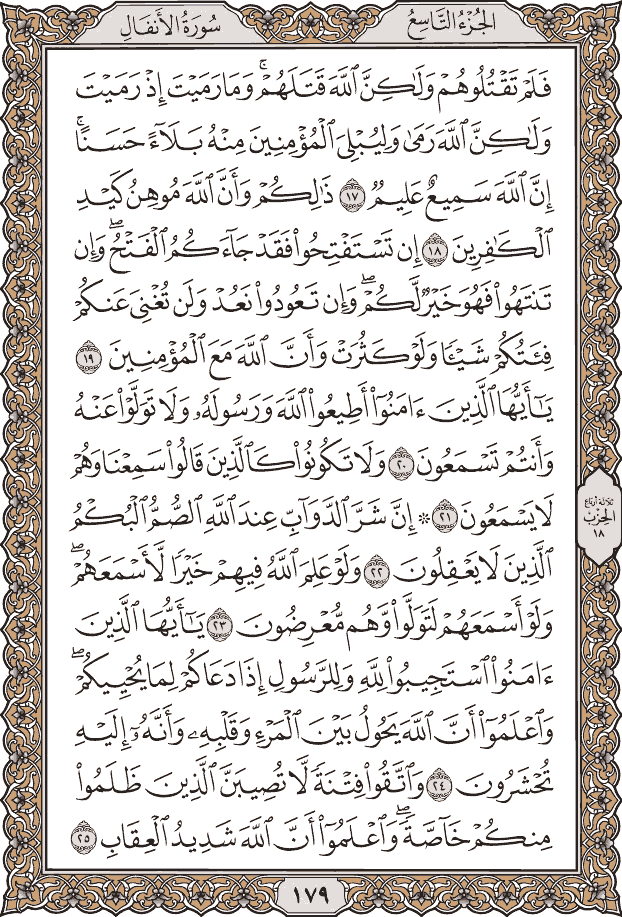 الجُزْءُ التَّاسِعُ
سُورَةُ الأَنفَالِ
فَلَمْ تَقْتُلُوهُمْ وَلَٰكِنَّ ٱللَّهَ قَتَلَهُمْۚ وَمَا رَمَيْتَ إِذْ رَمَيْتَ
وَلَٰكِنَّ ٱللَّهَ رَمَىٰ وَلِيُبْلِيَ ٱلْمُؤْمِنِينَ مِنْهُ بَلَآءً حَسَنًاۚ
إِنَّ ٱللَّهَ سَمِيعٌ عَلِيمٌ ١٧ ذَٰلِكُمْ وَأَنَّ ٱللَّهَ مُوهِنُ كَيْدِ
ٱلْكَٰفِرِينَ ١٨ إِن تَسْتَفْتِحُوا۟ فَقَدْ جَآءَكُمُ ٱلْفَتْحُۖ وَإِن
تَنتَهُوا۟ فَهُوَ خَيْرٌ لَّكُمْۖ وَإِن تَعُودُوا۟ نَعُدْ وَلَن تُغْنِيَ عَنكُمْ
فِئَتُكُمْ شَيْـًٔا وَلَوْ كَثُرَتْ وَأَنَّ ٱللَّهَ مَعَ ٱلْمُؤْمِنِينَ ١٩
يَٰٓأَيُّهَا ٱلَّذِينَ ءَامَنُوٓا۟ أَطِيعُوا۟ ٱللَّهَ وَرَسُولَهُۥ وَلَا تَوَلَّوْا۟ عَنْهُ
وَأَنتُمْ تَسْمَعُونَ ٢٠ وَلَا تَكُونُوا۟ كَٱلَّذِينَ قَالُوا۟ سَمِعْنَا وَهُمْ
لَا يَسْمَعُونَ ٢١ ۞ إِنَّ شَرَّ ٱلدَّوَآبِّ عِندَ ٱللَّهِ ٱلصُّمُّ ٱلْبُكْمُ
ٱلَّذِينَ لَا يَعْقِلُونَ ٢٢ وَلَوْ عَلِمَ ٱللَّهُ فِيهِمْ خَيْرًا لَّأَسْمَعَهُمْۖ
وَلَوْ أَسْمَعَهُمْ لَتَوَلَّوا۟ وَّهُم مُّعْرِضُونَ ٢٣ يَٰٓأَيُّهَا ٱلَّذِينَ
ءَامَنُوا۟ ٱسْتَجِيبُوا۟ لِلَّهِ وَلِلرَّسُولِ إِذَا دَعَاكُمْ لِمَا يُحْيِيكُمْۖ
وَٱعْلَمُوٓا۟ أَنَّ ٱللَّهَ يَحُولُ بَيْنَ ٱلْمَرْءِ وَقَلْبِهِۦ وَأَنَّهُۥٓ إِلَيْهِ
تُحْشَرُونَ ٢٤ وَٱتَّقُوا۟ فِتْنَةً لَّا تُصِيبَنَّ ٱلَّذِينَ ظَلَمُوا۟
مِنكُمْ خَآصَّةًۖ وَٱعْلَمُوٓا۟ أَنَّ ٱللَّهَ شَدِيدُ ٱلْعِقَابِ ٢٥
ثلاثة أرباع
الحزب
١٨
١٧٩